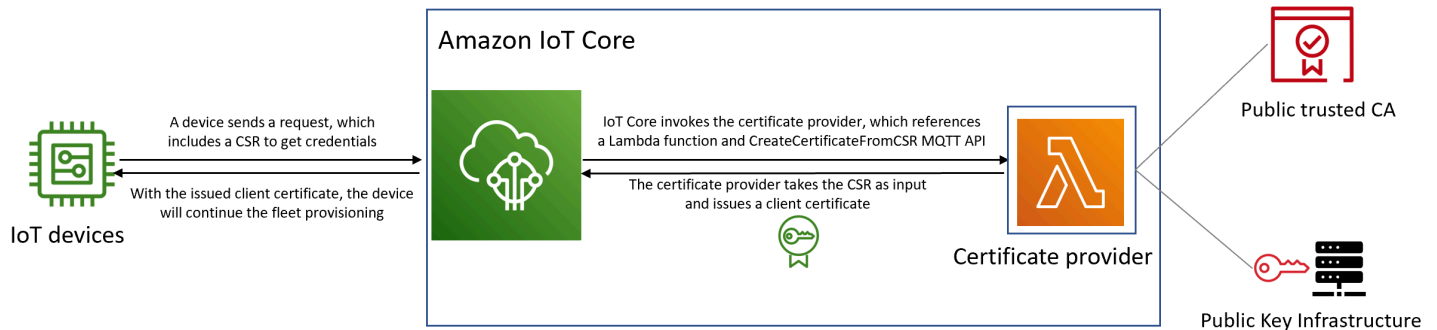 Amazon IoT Core
A device sends a request, which
includes a CSR to get credentials
With the issued client certificate, the device
will continue the fleet provisioning
IoT devices
IoT Core invokes the certificate provider, which references
a Lambda function and CreateCertificateFromCSR MQTT API
The certificate provider takes the CSR as input
and issues a client certificate
Certificate provider
Public trusted CA
Public Key Infrastructure